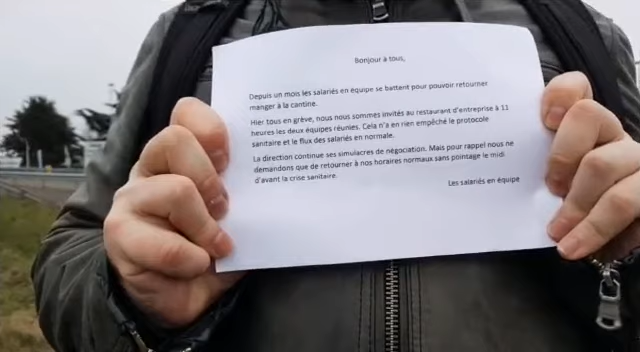 Bonjour à tous,
Depuis un mois les salariés en équipe se battent pour pouvoir retourner
manger à la cantine.
Hier tous en grève, nous nous sommes invités au restaurant d'entreprise à 11
heures les deux équipes réunies. Cela n'a en rien empêché le protocole
sanitaire et le flux des salariés en normale.
La direction continue ses simulacres de négociation. Mais pour rappel nous ne
demandons que de retourner à nos horaires normaux sans pointage le midi
d'avant la crise sanitaire.
Les salariés en équipe